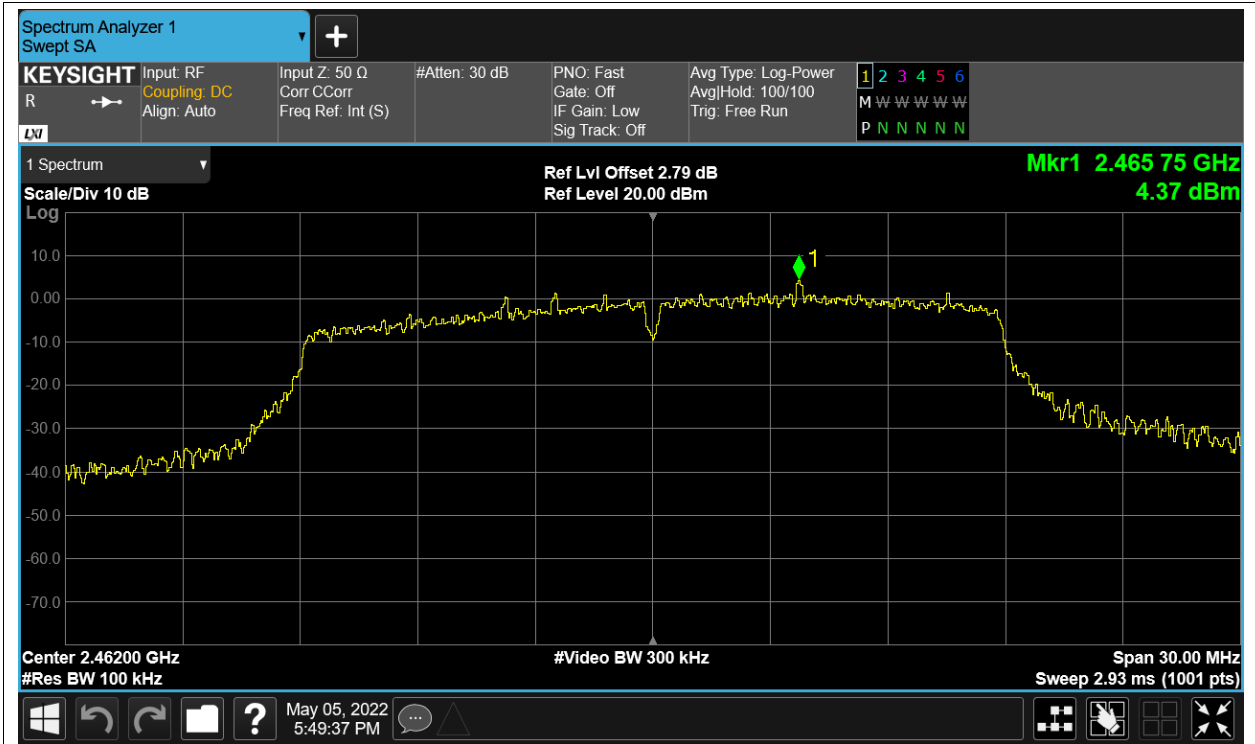 Spectrum Analyzer 1
Swept SA
+
KEYSIGHT
R
LXI
Input: RF
Coupling: DC
Align: Auto
Input Z: 50 Ω
Corr CCorr
Freq Ref: Int (S)
#Atten: 30 dB
PNO: Fast
Gate: Off
IF Gain: Low
Sig Track: Off
Avg Type: Log-Power
Avg|Hold: 100/100
Trig: Free Run
1 2 3 4 5 6
M W W W W W
P N N N N N
1 Spectrum
Scale/Div 10 dB
Log
Ref Lvl Offset 2.79 dB
Ref Level 20.00 dBm
Mkr1 2.465 75 GHz
4.37 dBm
1
10.0
0.00
-10.0
-20.0
-30.0
-40.0
-50.0
-60.0
-70.0
Center 2.46200 GHz
#Res BW 100 kHz
#Video BW 300 kHz
Span 30.00 MHz
Sweep 2.93 ms (1001 pts)
?
May 05, 2022
5:49:37 PM